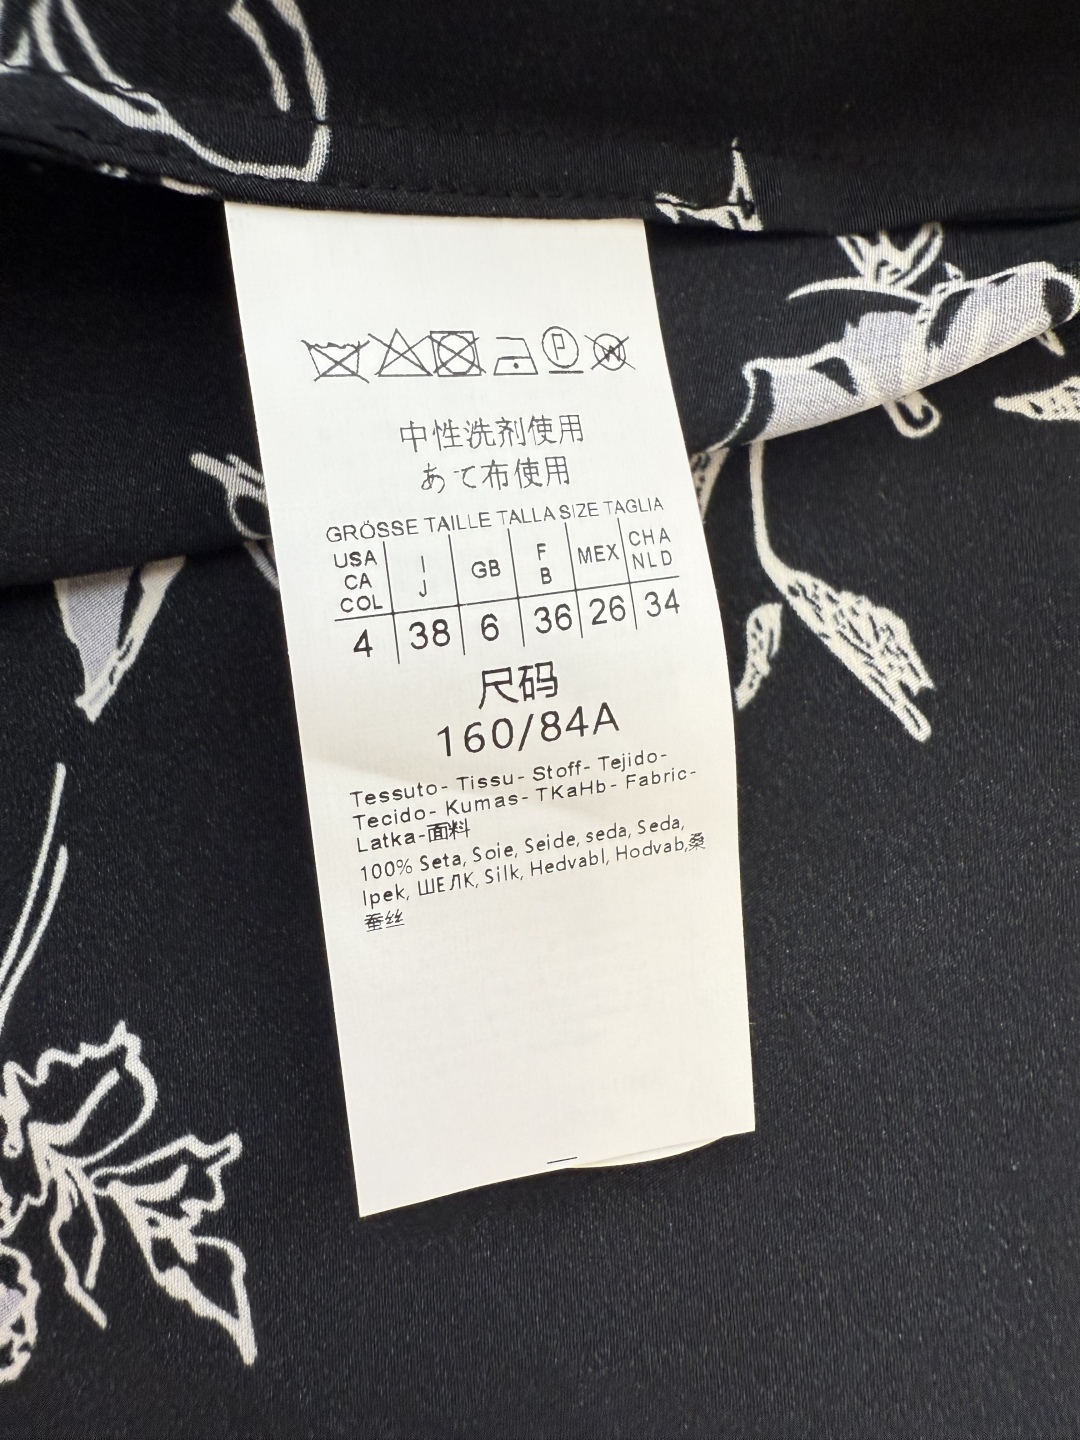 P W
中性洗剂使用
あて布使用
GRÖSSE TAILLE TALLA SIZE TAGLIA
USA CA COL | I J | GB | F B | MEX | CHA NLD
4 | 38 | 6 | 36 | 26 | 34
尺码
160/84A
Tessuto- Tissu- Stoff- Tejido-
Tecido- Kumas- TKaHb- Fabric-
Latka-面料
100% Seta, Soie, Seide, seda, Seda,
Ipek, ШЕЛК, Silk, Hedvabl, Hodvab,桑
蚕丝